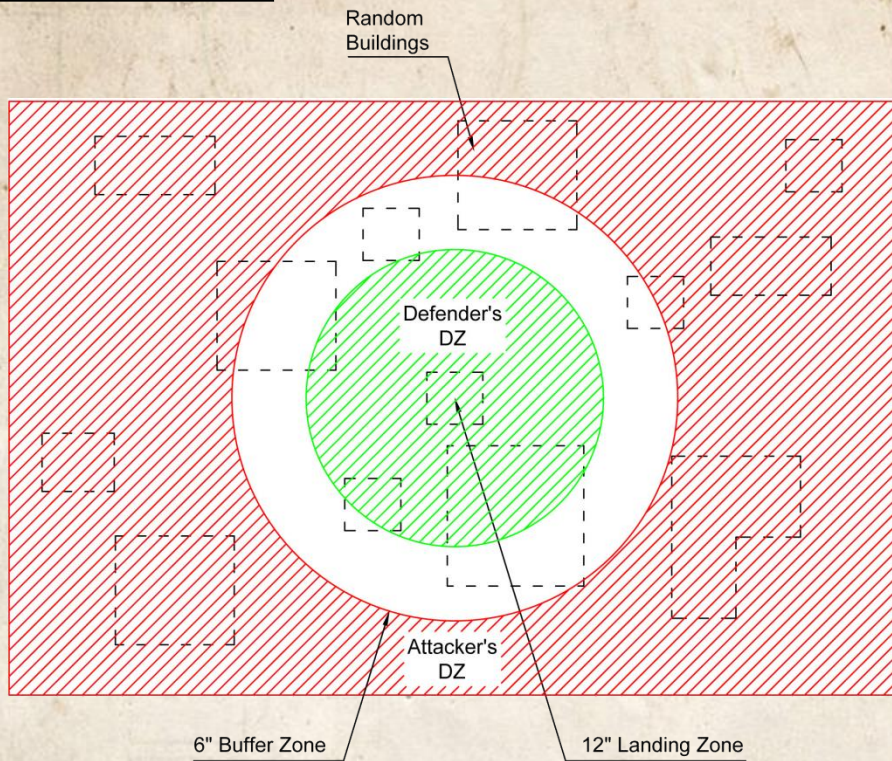 Random
Buildings
Defender's
DZ
Attacker's
DZ
6" Buffer Zone
12" Landing Zone